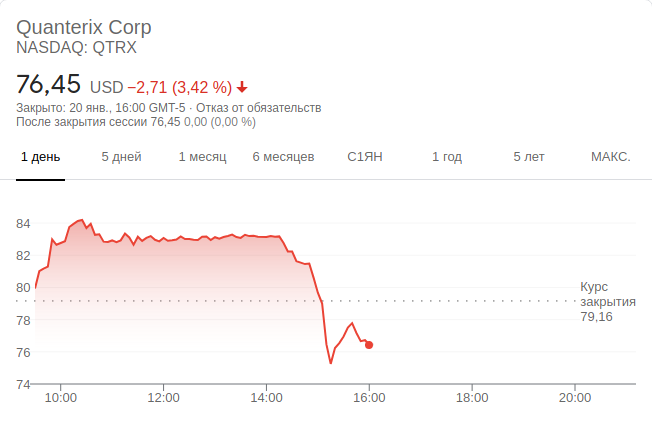 Quanterix Corp
NASDAQ: QTRX
76,45 USD −2,71 (3,42 %)
Закрыто: 20 янв., 16:00 GMT-5 · Отказ от обязательств
После закрытия сессии 76,45 0,00 (0,00 %)
1 день 5 дней 1 месяц 6 месяцев С1ЯН 1 год 5 лет МАКС.
84
82
80
78
76
74
Курс
закрытия
79,16
10:00 12:00 14:00 16:00 18:00 20:00